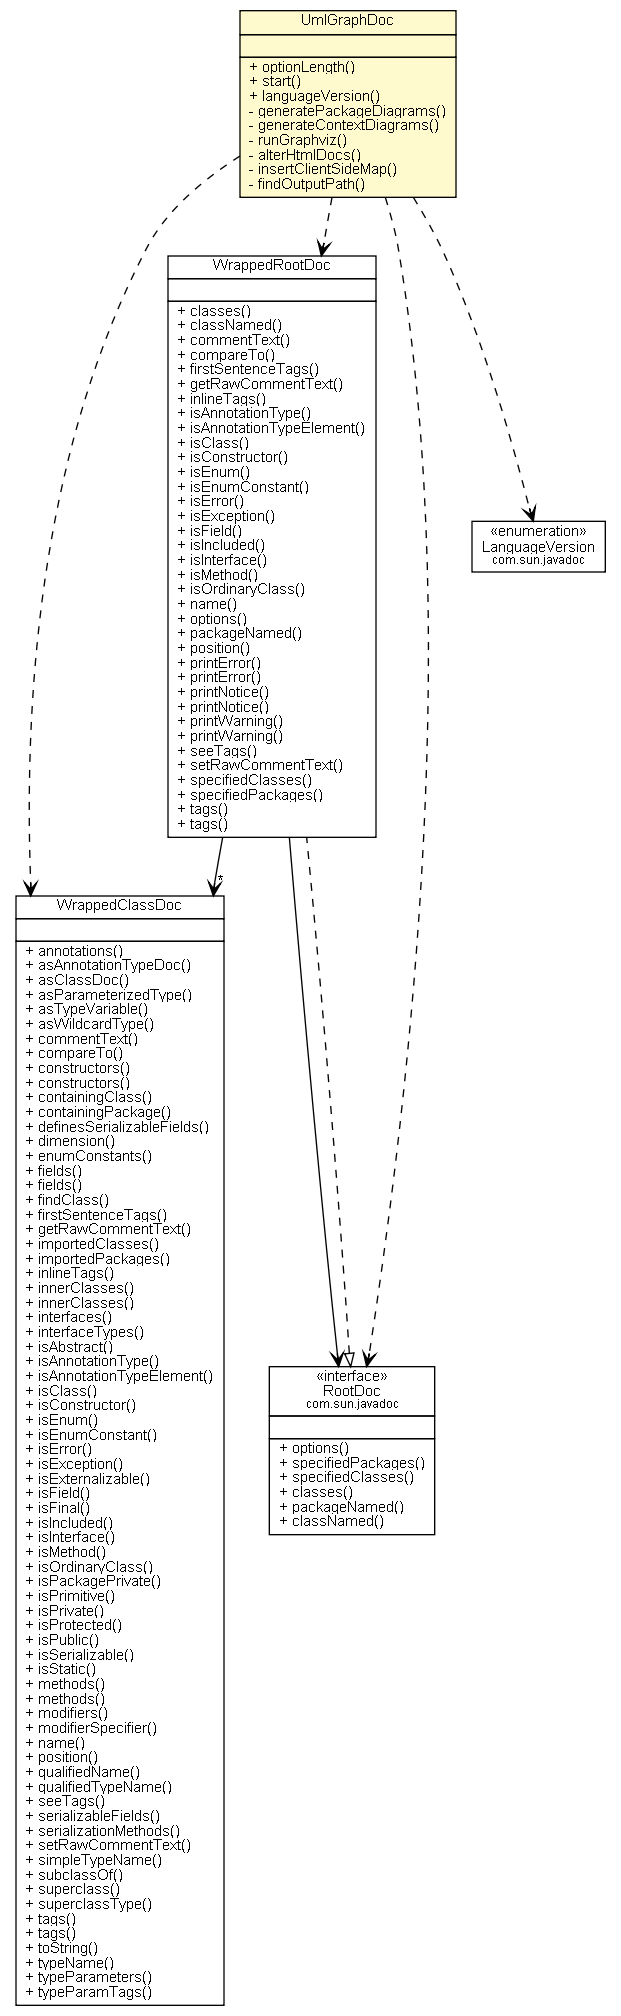 UmlGraphDoc
+ optionLength()
+ start()
+ languageVersion()
- generatePackageDiagrams()
- generateContextDiagrams()
- runGraphviz()
- alterHtmlDocs()
- insertClientSideMap()
- findOutputPath()
WrappedRootDoc
+ classes()
+ classNamed()
+ commentText()
+ compareTo()
+ firstSentenceTags()
+ getRawCommentText()
+ inlineTags()
+ isAnnotationType()
+ isAnnotationTypeElement()
+ isClass()
+ isConstructor()
+ isEnum()
+ isEnumConstant()
+ isError()
+ isException()
+ isField()
+ isIncluded()
+ isInterface()
+ isMethod()
+ isOrdinaryClass()
+ name()
+ options()
+ packageNamed()
+ position()
+ printError()
+ printError()
+ printNotice()
+ printNotice()
+ printWarning()
+ printWarning()
+ seeTags()
+ setRawCommentText()
+ specifiedClasses()
+ specifiedPackages()
+ tags()
+ tags()
«enumeration»
LanguageVersion
com.sun.javadoc
*
WrappedClassDoc
+ annotations()
+ asAnnotationTypeDoc()
+ asClassDoc()
+ asParameterizedType()
+ asTypeVariable()
+ asWildcardType()
+ commentText()
+ compareTo()
+ constructors()
+ constructors()
+ containingClass()
+ containingPackage()
+ definesSerializableFields()
+ dimension()
+ enumConstants()
+ fields()
+ fields()
+ findClass()
+ firstSentenceTags()
+ getRawCommentText()
+ importedClasses()
+ importedPackages()
+ inlineTags()
+ innerClasses()
+ innerClasses()
+ interfaces()
+ interfaceTypes()
+ isAbstract()
+ isAnnotationType()
+ isAnnotationTypeElement()
+ isClass()
+ isConstructor()
+ isEnum()
+ isEnumConstant()
+ isError()
+ isException()
+ isExternalizable()
+ isField()
+ isFinal()
+ isIncluded()
+ isInterface()
+ isMethod()
+ isOrdinaryClass()
+ isPackagePrivate()
+ isPrimitive()
+ isPrivate()
+ isProtected()
+ isPublic()
+ isSerializable()
+ isStatic()
+ methods()
+ methods()
+ modifiers()
+ modifierSpecifier()
+ name()
+ position()
+ qualifiedName()
+ qualifiedTypeName()
+ seeTags()
+ serializableFields()
+ serializationMethods()
+ setRawCommentText()
+ simpleTypeName()
+ subclassOf()
+ superclass()
+ superclassType()
+ tags()
+ tags()
+ toString()
+ typeName()
+ typeParameters()
+ typeParamTags()
«interface»
RootDoc
com.sun.javadoc
+ options()
+ specifiedPackages()
+ specifiedClasses()
+ classes()
+ packageNamed()
+ classNamed()